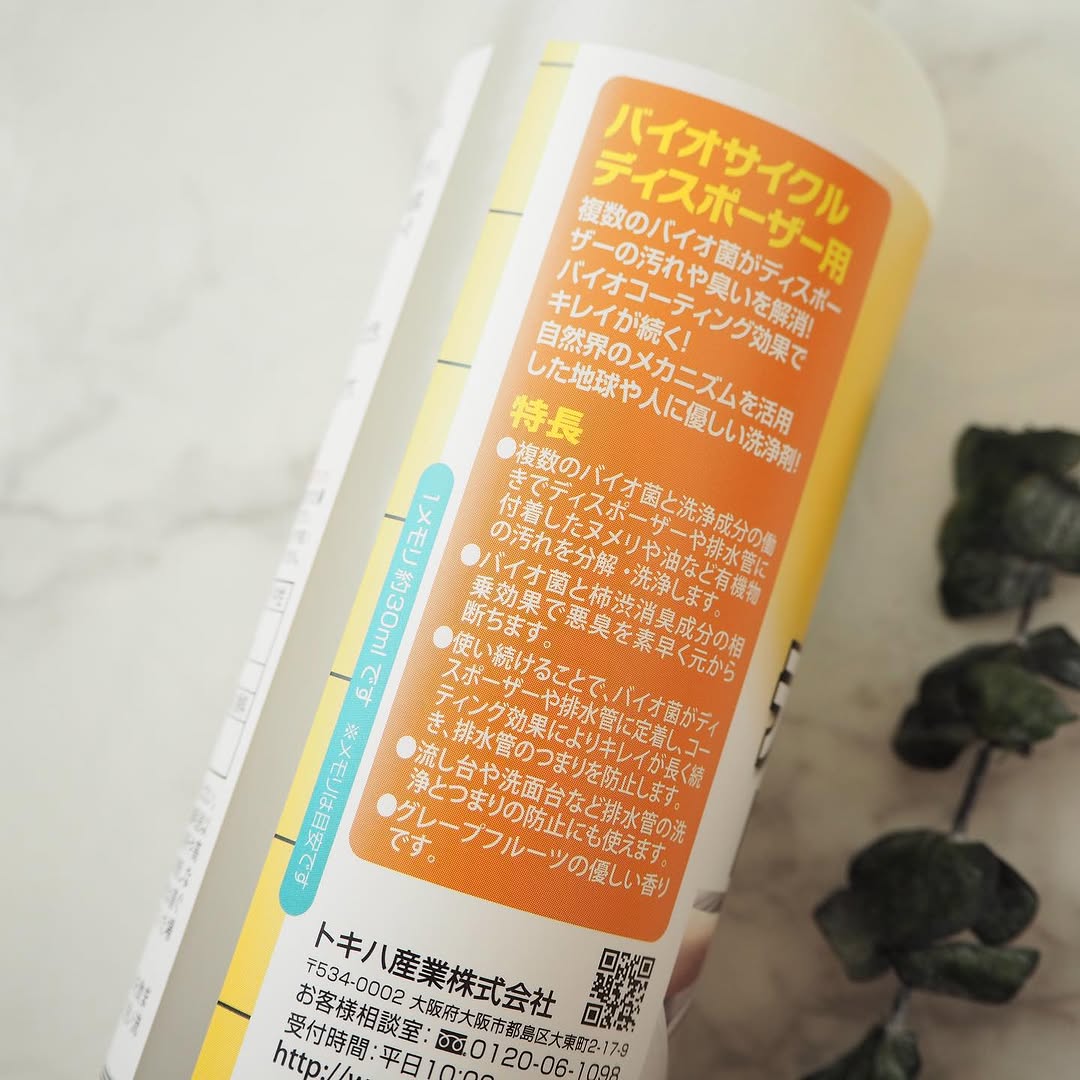 バイオサイクル
ディスポーザー用
複数のバイオ菌がディスポー
ザーの汚れや臭いを解消!
バイオコーティング効果で
キレイが続く!
自然界のメカニズムを活用
した地球や人に優しい洗浄剤!
特長
●複数のバイオ菌と洗浄成分の働
きでディスポーザーや排水管に
付着したヌメリや油など有機物
の汚れを分解・洗浄します。
●バイオ菌と柿渋消臭成分の相
乗効果で悪臭を素早く元から
断ちます。
●使い続けることで、バイオ菌がディ
スポーザーや排水管に定着し、コー
ティング効果によりキレイが長く続
き、排水管のつまりを防止します。
●流し台や洗面台など排水管の洗
浄とつまりの防止にも使えます。
●グレープフルーツの優しい香り
です。
1メモリ 約30ml です ※メモリは目安です
トキハ産業株式会社
〒534-0002 大阪府大阪市都島区大東町2-17-9
お客様相談室:0120-06-1098
受付時間:平日10:00
http://w